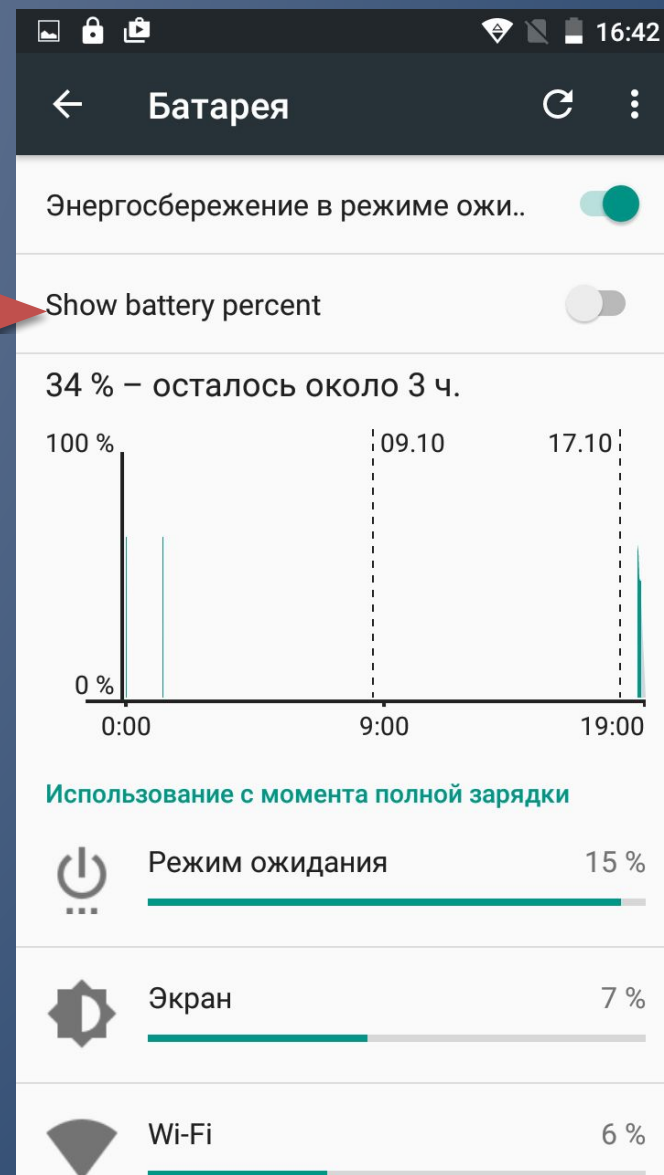 16:42
Батарея
Энергосбережение в режиме ожи..
Show battery percent
34 % – осталось около 3 ч.
100 %
09.10
17.10
0 %
0:00
9:00
19:00
Использование с момента полной зарядки
Режим ожидания
15 %
Экран
7 %
Wi-Fi
6 %